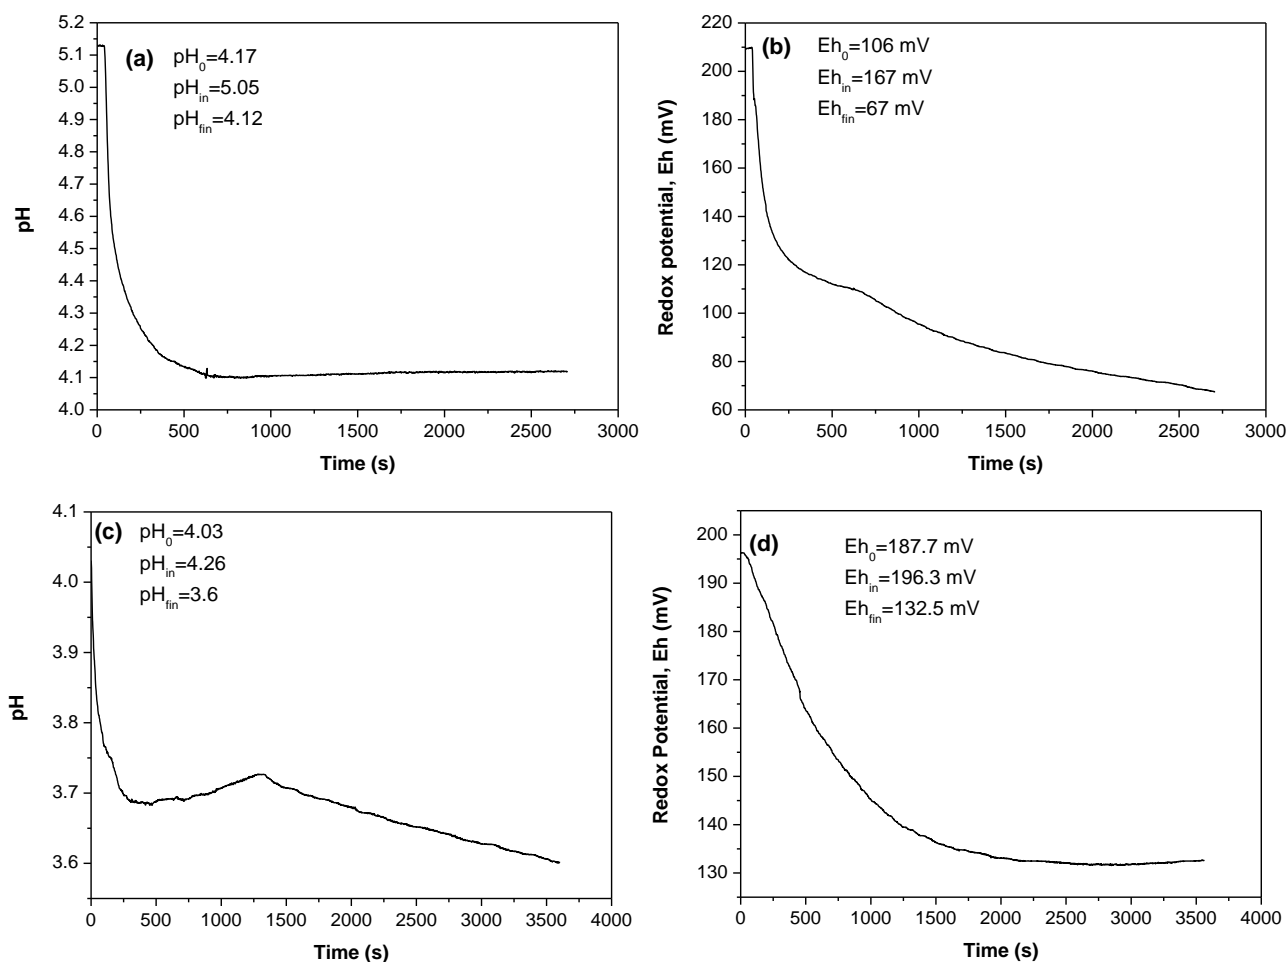 (a)
pH0=4.17
pHin=5.05
pHfin=4.12
5.2
5.1
5.0
4.9
4.8
4.7
4.6
4.5
4.4
4.3
4.2
4.1
4.0
pH
0 500 1000 1500 2000 2500 3000
Time (s)
(b)
Eh0=106 mV
Ehin=167 mV
Ehfin=67 mV
220
200
180
160
140
120
100
80
60
Redox potential, Eh (mV)
0 500 1000 1500 2000 2500 3000
Time (s)
(c)
pH0=4.03
pHin=4.26
pHfin=3.6
4.1
4.0
3.9
3.8
3.7
3.6
pH
0 500 1000 1500 2000 2500 3000 3500 4000
Time (s)
(d)
Eh0=187.7 mV
Ehin=196.3 mV
Ehfin=132.5 mV
200
190
180
170
160
150
140
130
Redox Potential, Eh (mV)
0 500 1000 1500 2000 2500 3000 3500 4000
Time (s)